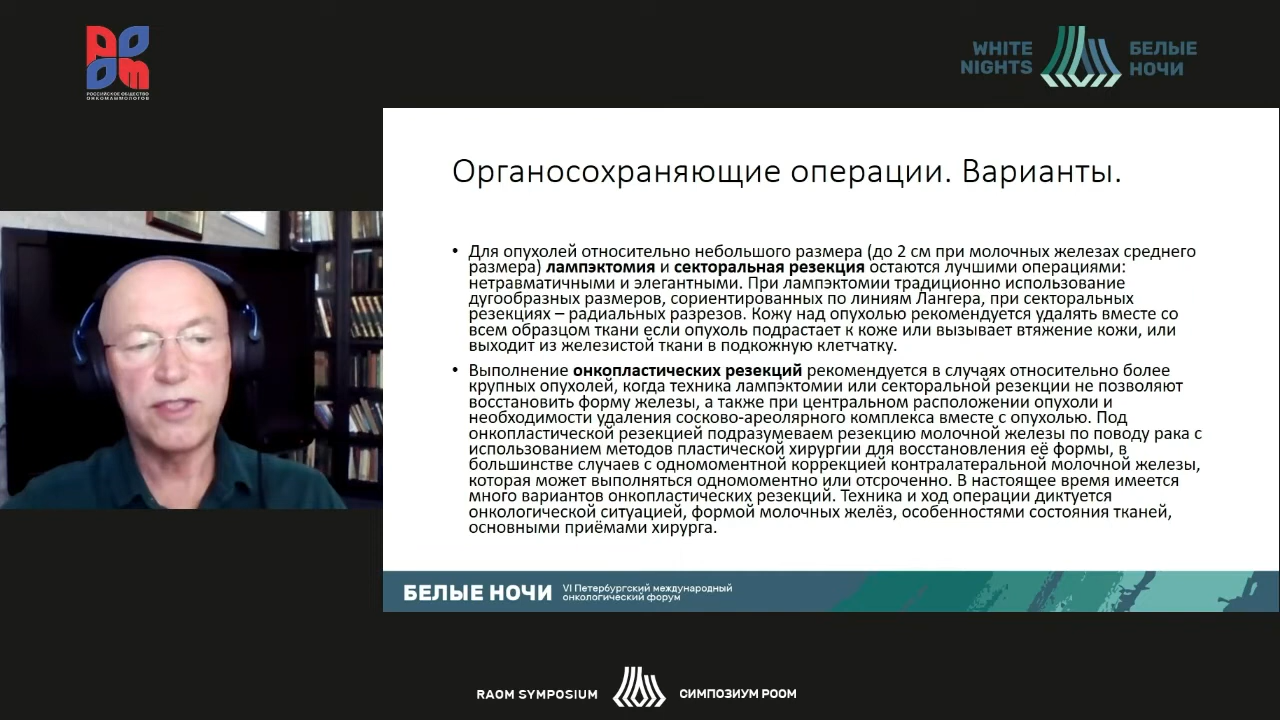 РОССИЙСКОЕ ОБЩЕСТВО
ОНКОМАММОЛОГОВ
WHITE
NIGHTS
БЕЛЫЕ
НОЧИ
Органосохраняющие операции. Варианты.
• Для опухолей относительно небольшого размера (до 2 см при молочных железах среднего
размера) лампэктомия и секторальная резекция остаются лучшими операциями:
нетравматичными и элегантными. При лампэктомии традиционно использование
дугообразных размеров, сориентированных по линиям Лангера, при секторальных
резекциях – радиальных разрезов. Кожу над опухолью рекомендуется удалять вместе со
всем образцом ткани если опухоль подрастает к коже или вызывает втяжение кожи, или
выходит из железистой ткани в подкожную клетчатку.
• Выполнение онкопластических резекций рекомендуется в случаях относительно более
крупных опухолей, когда техника лампэктомии или секторальной резекции не позволяют
восстановить форму железы, а также при центральном расположении опухоли и
необходимости удаления сосково-ареолярного комплекса вместе с опухолью. Под
онкопластической резекцией подразумеваем резекцию молочной железы по поводу рака с
использованием методов пластической хирургии для восстановления её формы, в
большинстве случаев с одномоментной коррекцией контралатеральной молочной железы,
которая может выполняться одномоментно или отсроченно. В настоящее время имеется
много вариантов онкопластических резекций. Техника и ход операции диктуется
онкологической ситуацией, формой молочных желёз, особенностями состояния тканей,
основными приёмами хирурга.
БЕЛЫЕ НОЧИ
VI Петербургский международный
онкологический форум
RAOM SYMPOSIUM
СИМПОЗИУМ РООМ